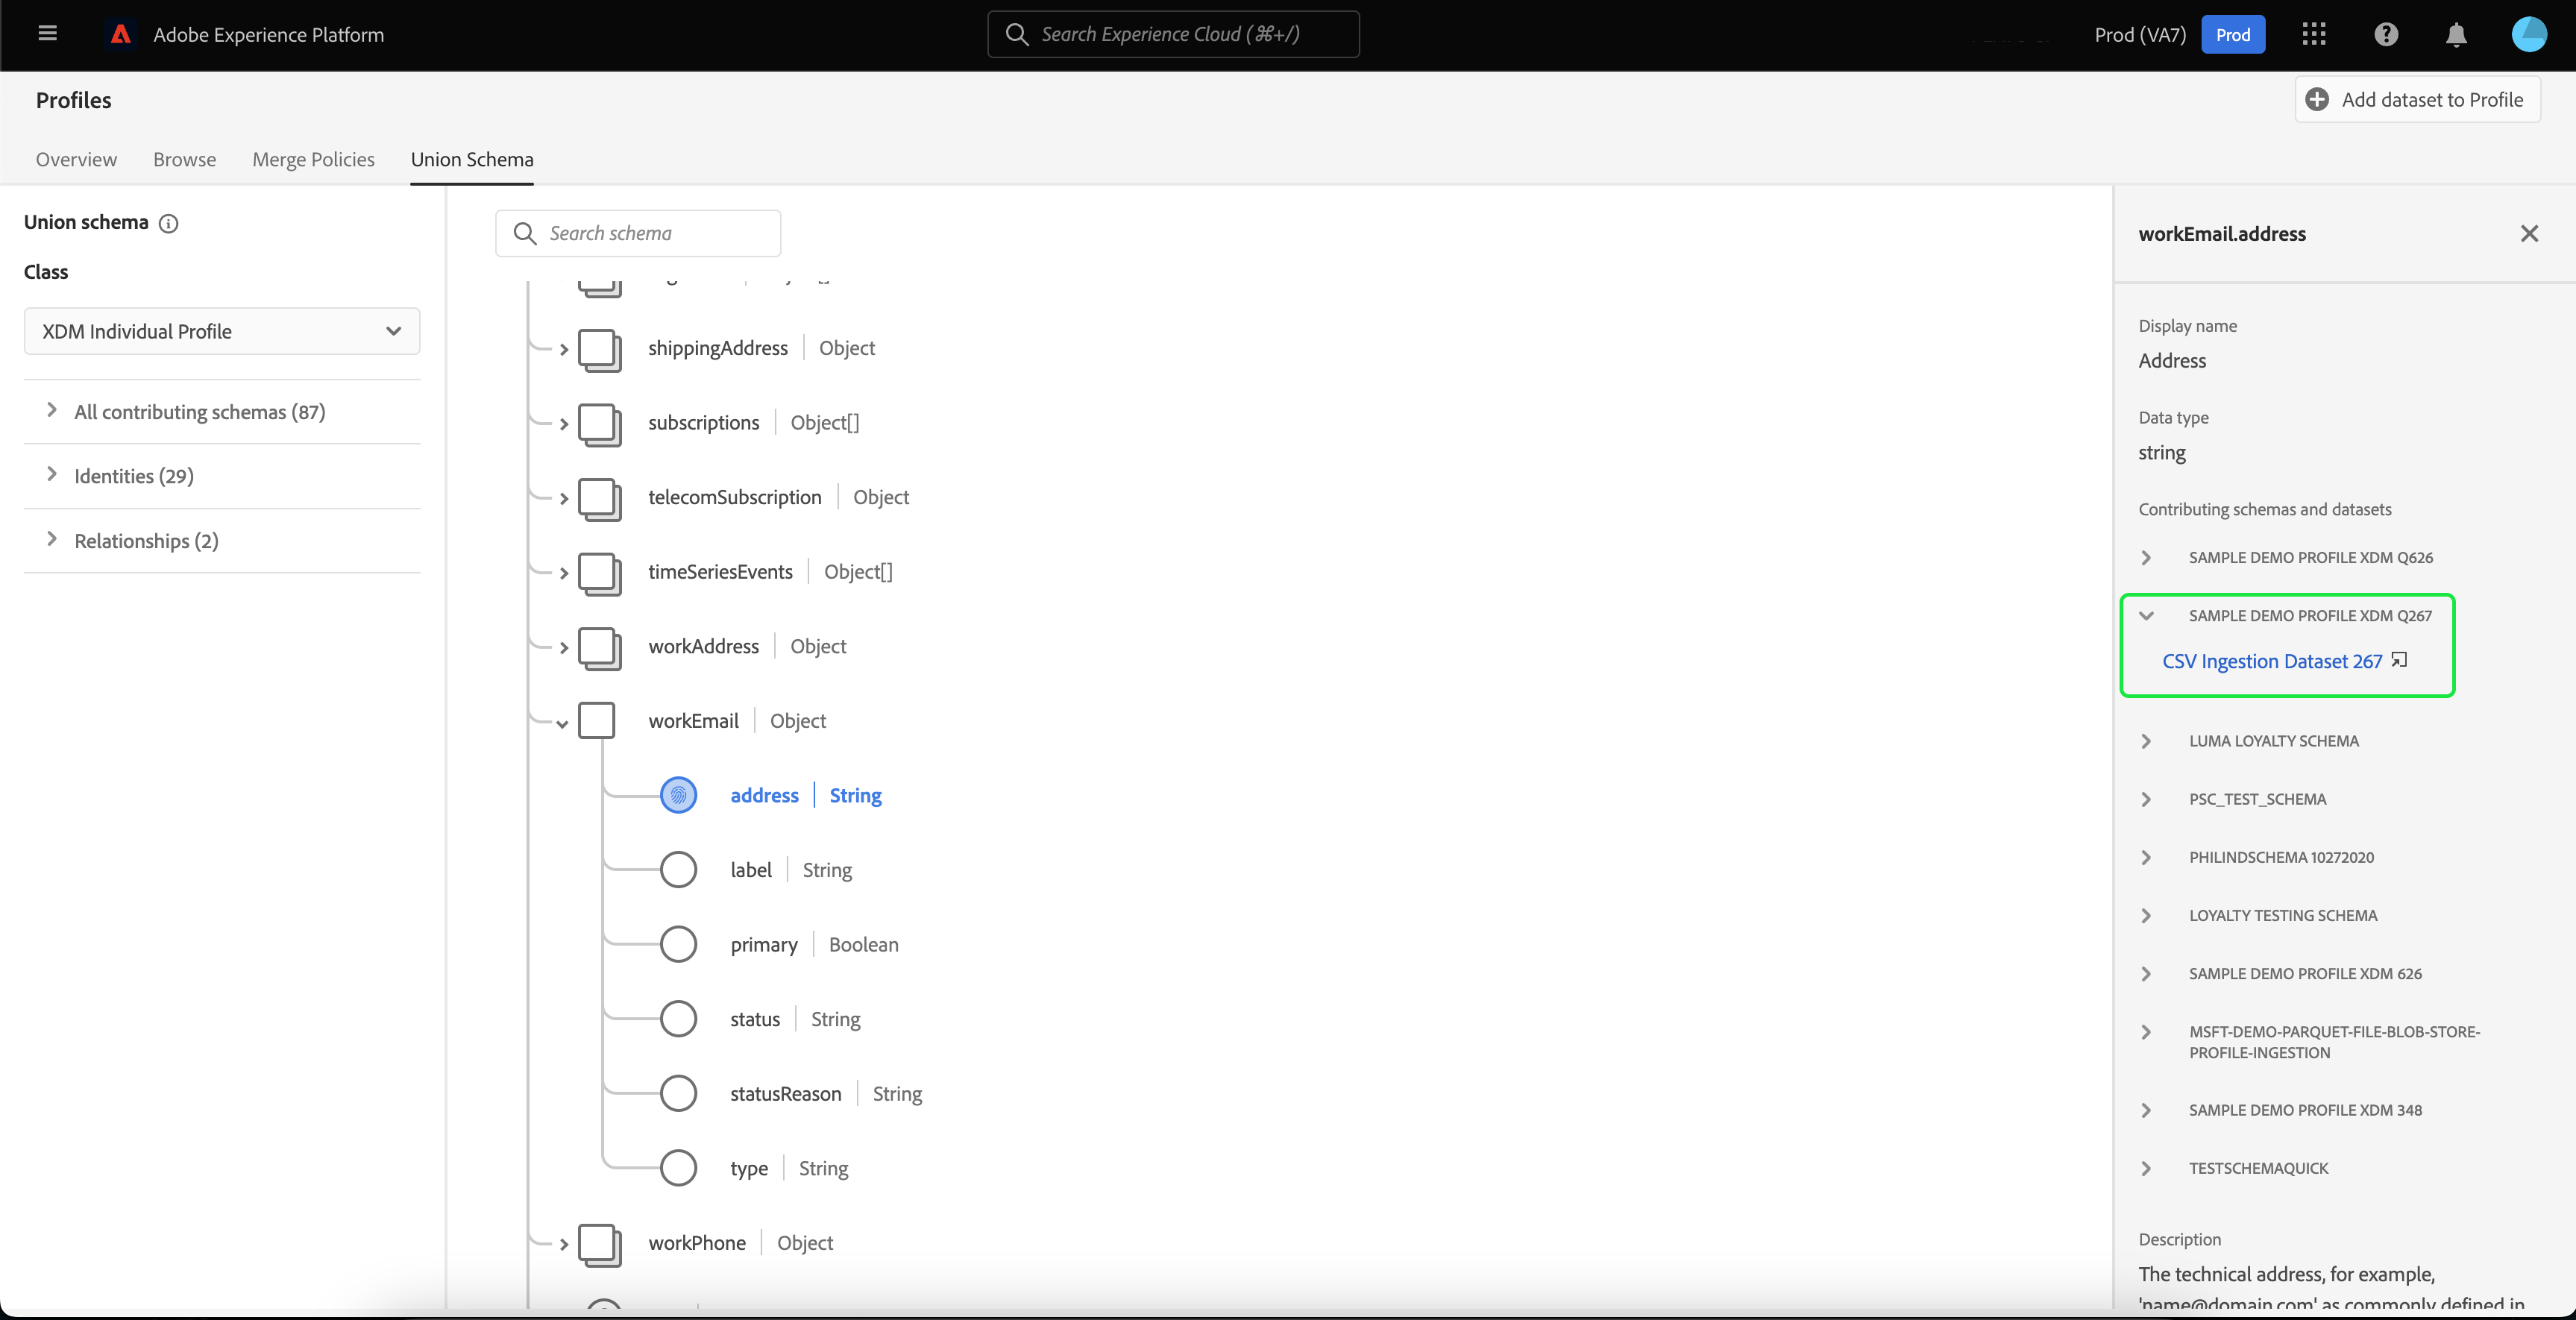 Adobe Experience Platform
Search Experience Cloud (⌘+/)
Prod (VA7)
Prod
Profiles
Add dataset to Profile
Overview
Browse
Merge Policies
Union Schema
Union schema
Class
XDM Individual Profile
All contributing schemas (87)
Identities (29)
Relationships (2)
Search schema
shippingAddress | Object
subscriptions | Object[]
telecomSubscription | Object
timeSeriesEvents | Object[]
workAddress | Object
workEmail | Object
address | String
label | String
primary | Boolean
status | String
statusReason | String
type | String
workPhone | Object
workEmail.address
Display name
Address
Data type
string
Contributing schemas and datasets
SAMPLE DEMO PROFILE XDM Q626
SAMPLE DEMO PROFILE XDM Q267
CSV Ingestion Dataset 267
LUMA LOYALTY SCHEMA
PSC_TEST_SCHEMA
PHILINDSCHEMA 10272020
LOYALTY TESTING SCHEMA
SAMPLE DEMO PROFILE XDM 626
MSFT-DEMO-PARQUET-FILE-BLOB-STORE-
PROFILE-INGESTION
SAMPLE DEMO PROFILE XDM 348
TESTSCHEMAQUICK
Description
The technical address, for example,
'name@domain.com' as commonly defined in